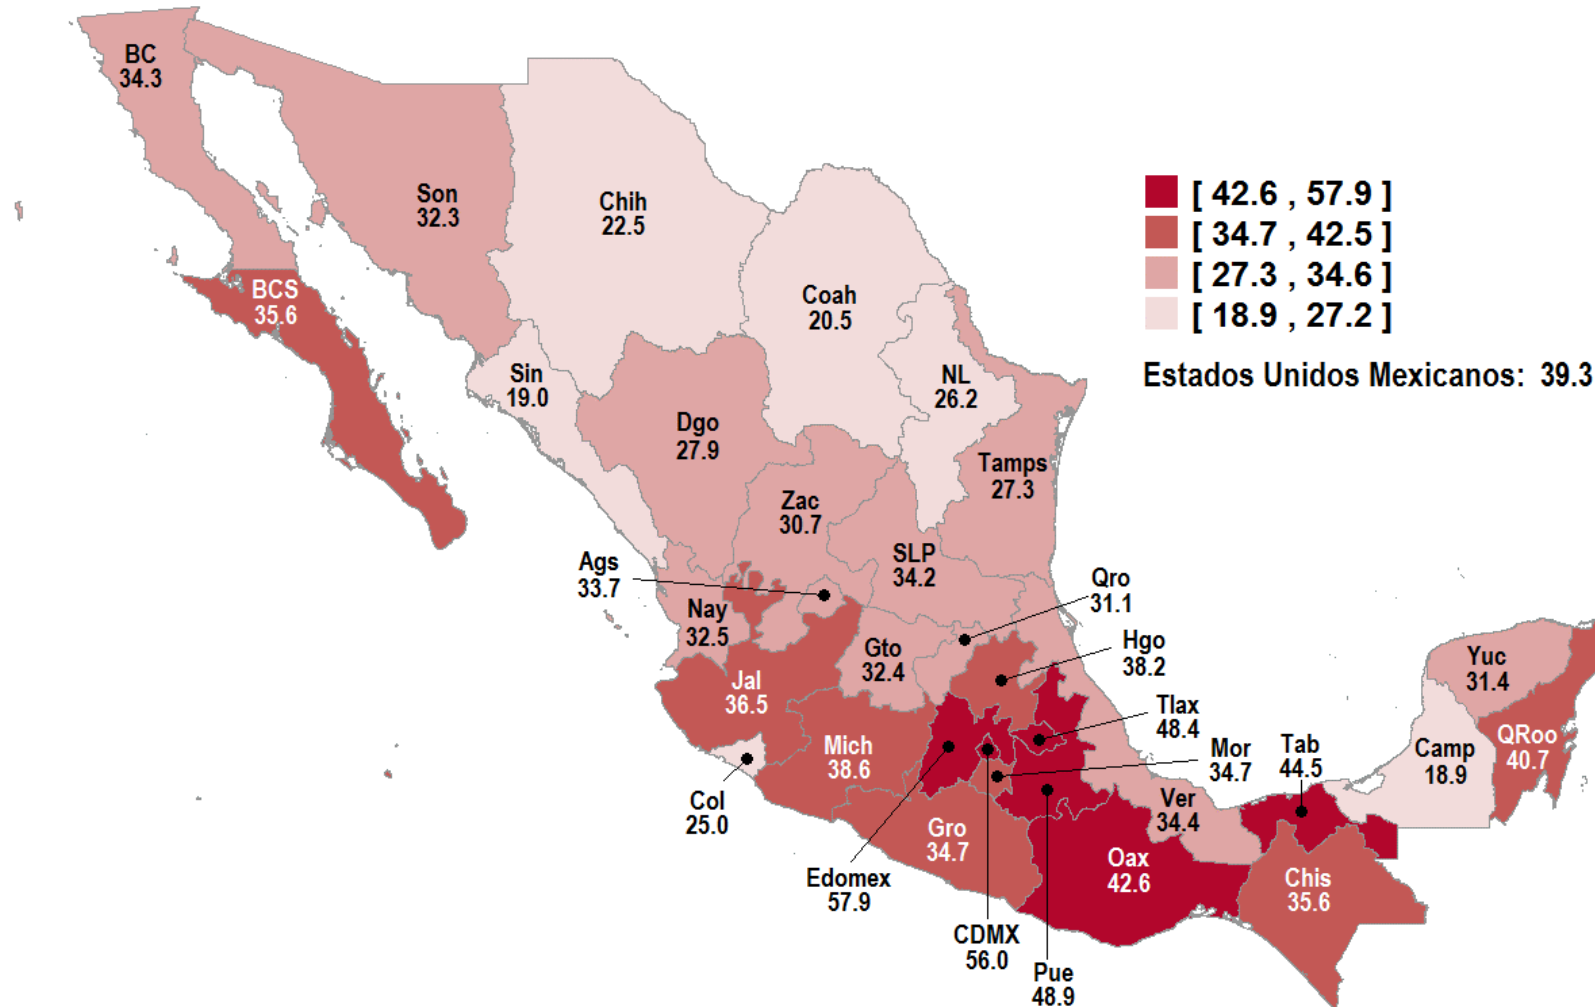 BC
34.3
Son
32.3
Chih
22.5
[ 42.6 , 57.9 ]
[ 34.7 , 42.5 ]
[ 27.3 , 34.6 ]
[ 18.9 , 27.2 ]
Estados Unidos Mexicanos: 39.3
BCS
35.6
Coah
20.5
Sin
19.0
NL
26.2
Dgo
27.9
Tamps
27.3
Zac
30.7
SLP
34.2
Ags
33.7
Qro
31.1
Nay
32.5
Gto
32.4
Hgo
38.2
Yuc
31.4
Jal
36.5
Tlax
48.4
Mich
38.6
Mor
34.7
Tab
44.5
Camp
18.9
QRoo
40.7
Col
25.0
Ver
34.4
Gro
34.7
Oax
42.6
Chis
35.6
Edomex
57.9
CDMX
56.0
Pue
48.9